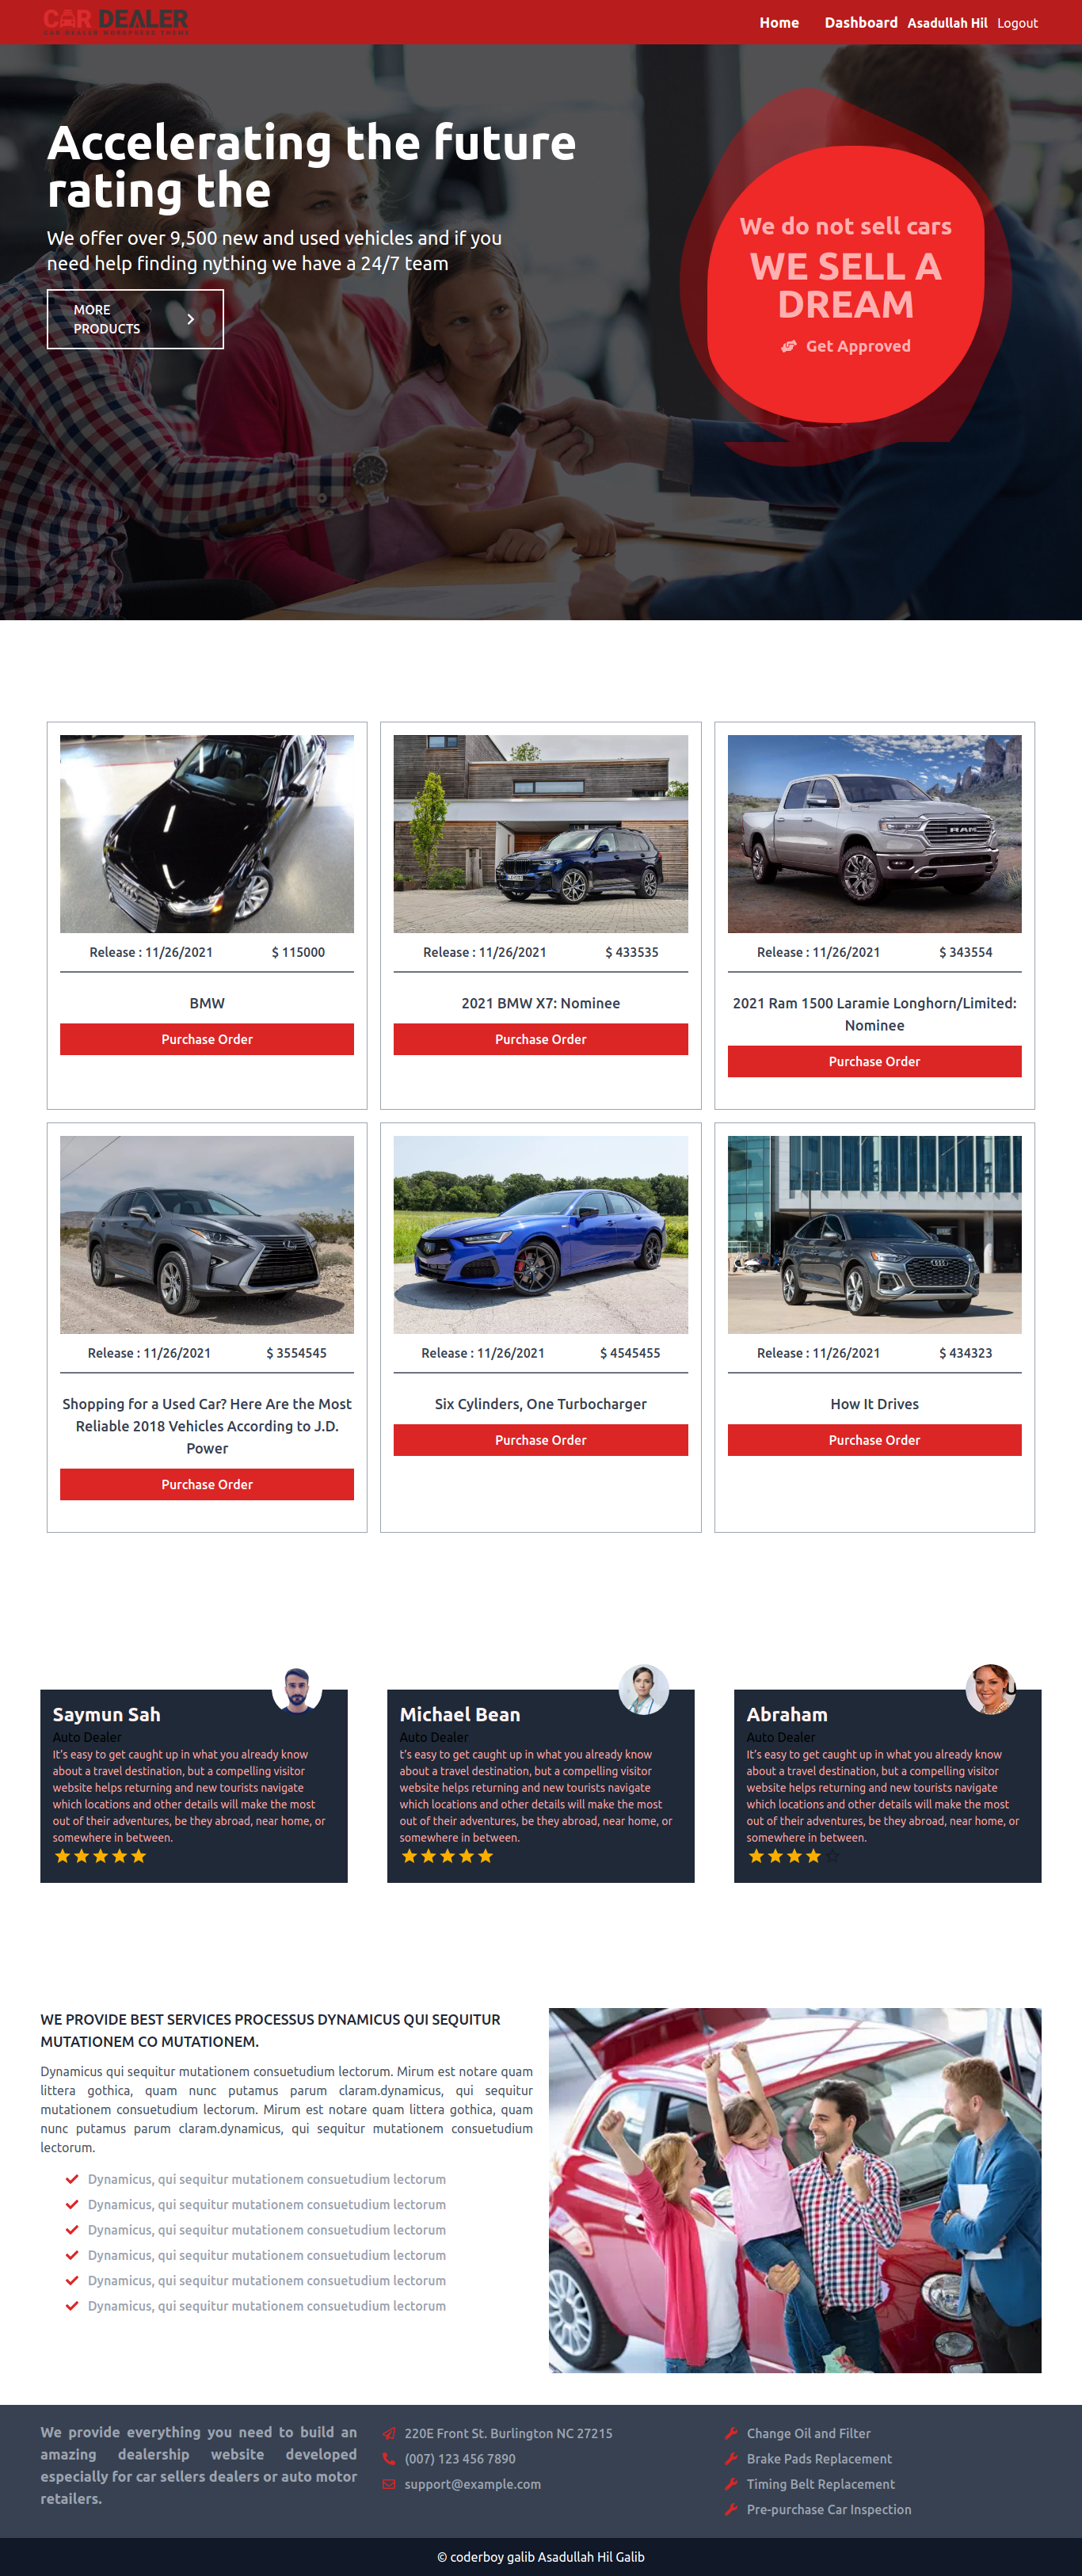 CAR DEALER
CAR DEALER WORDPRESS THEME
Home Dashboard Asadullah Hil Logout
Accelerating the future
rating the
We offer over 9,500 new and used vehicles and if you
need help finding nything we have a 24/7 team
MORE
PRODUCTS
We do not sell cars
WE SELL A
DREAM
Get Approved
Release : 11/26/2021 $ 115000
BMW
Purchase Order
Release : 11/26/2021 $ 433535
2021 BMW X7: Nominee
Purchase Order
RAM
Release : 11/26/2021 $ 343554
2021 Ram 1500 Laramie Longhorn/Limited:
Nominee
Purchase Order
Release : 11/26/2021 $ 3554545
Shopping for a Used Car? Here Are the Most
Reliable 2018 Vehicles According to J.D.
Power
Purchase Order
Release : 11/26/2021 $ 4545455
Six Cylinders, One Turbocharger
Purchase Order
Release : 11/26/2021 $ 434323
How It Drives
Purchase Order
Saymun Sah
Auto Dealer
It's easy to get caught up in what you already know
about a travel destination, but a compelling visitor
website helps returning and new tourists navigate
which locations and other details will make the most
out of their adventures, be they abroad, near home, or
somewhere in between.
Michael Bean
Auto Dealer
t's easy to get caught up in what you already know
about a travel destination, but a compelling visitor
website helps returning and new tourists navigate
which locations and other details will make the most
out of their adventures, be they abroad, near home, or
somewhere in between.
Abraham
Auto Dealer
It's easy to get caught up in what you already know
about a travel destination, but a compelling visitor
website helps returning and new tourists navigate
which locations and other details will make the most
out of their adventures, be they abroad, near home, or
somewhere in between.
WE PROVIDE BEST SERVICES PROCESSUS DYNAMICUS QUI SEQUITUR
MUTATIONEM CO MUTATIONEM.
Dynamicus qui sequitur mutationem consuetudium lectorum. Mirum est notare quam
littera gothica, quam nunc putamus parum claram.dynamicus, qui sequitur
mutationem consuetudium lectorum. Mirum est notare quam littera gothica, quam
nunc putamus parum claram.dynamicus, qui sequitur mutationem consuetudium
lectorum.
Dynamicus, qui sequitur mutationem consuetudium lectorum
Dynamicus, qui sequitur mutationem consuetudium lectorum
Dynamicus, qui sequitur mutationem consuetudium lectorum
Dynamicus, qui sequitur mutationem consuetudium lectorum
Dynamicus, qui sequitur mutationem consuetudium lectorum
Dynamicus, qui sequitur mutationem consuetudium lectorum
We provide everything you need to build an
amazing dealership website developed
especially for car sellers dealers or auto motor
retailers.
220E Front St. Burlington NC 27215
(007) 123 456 7890
support@example.com
Change Oil and Filter
Brake Pads Replacement
Timing Belt Replacement
Pre-purchase Car Inspection
© coderboy galib Asadullah Hil Galib